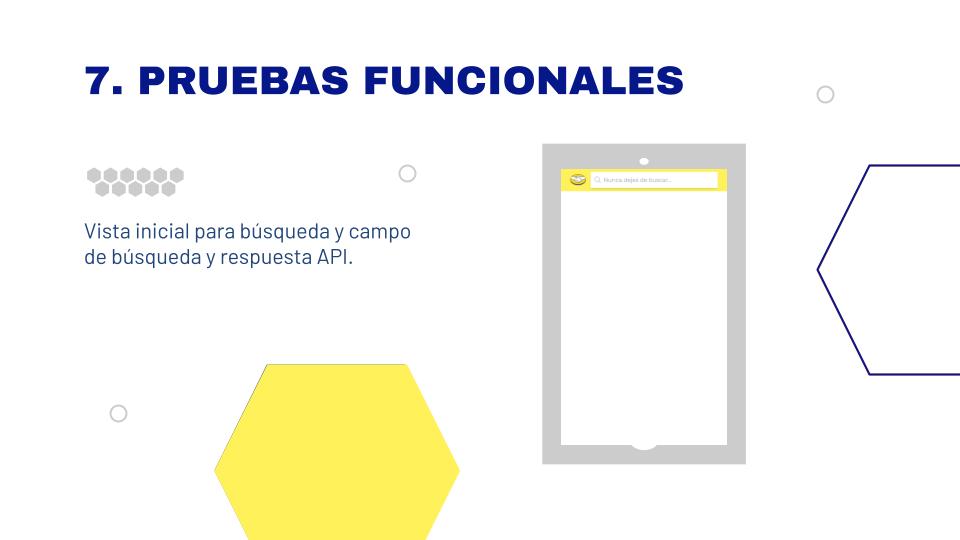 7. PRUEBAS FUNCIONALES
Vista inicial para búsqueda y campo
de búsqueda y respuesta API.
Nunca dejes de buscar...